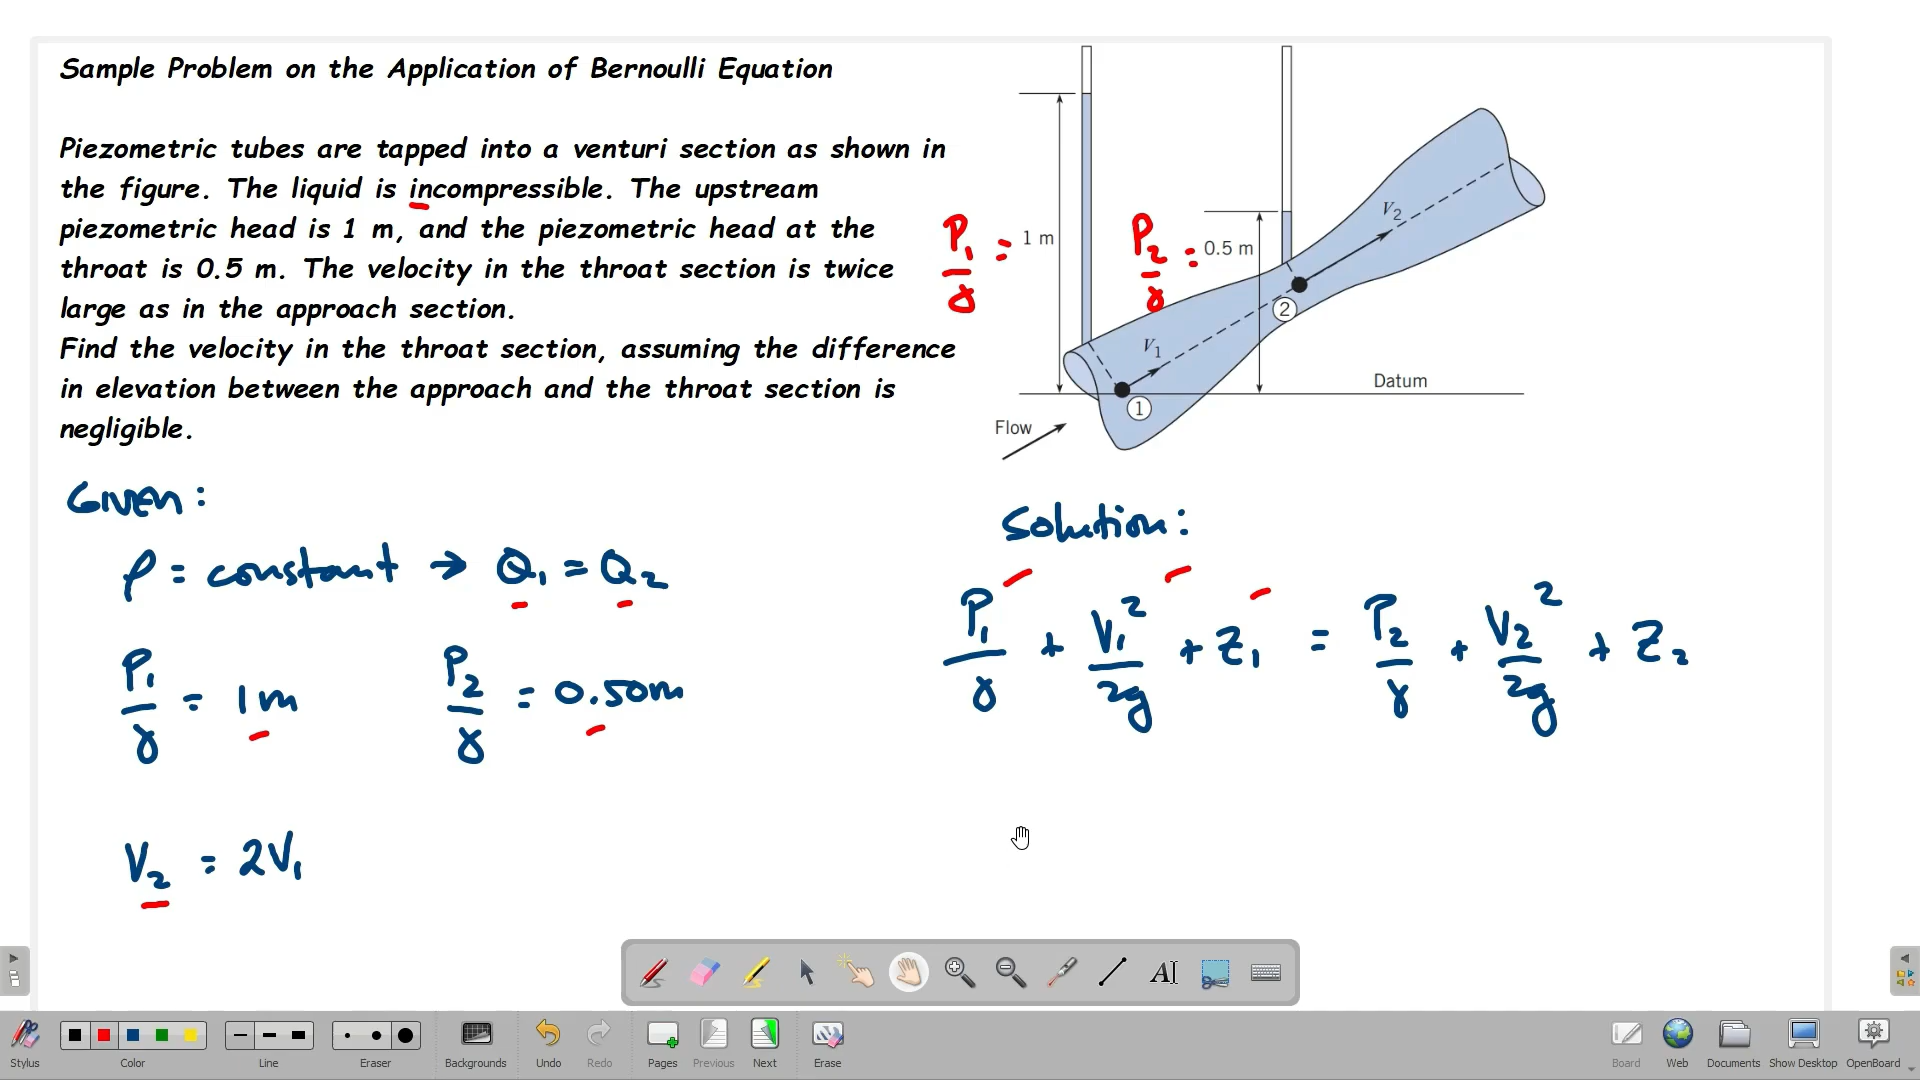 Sample Problem on the Application of Bernoulli Equation
Piezometric tubes are tapped into a venturi section as shown in
the figure. The liquid is incompressible. The upstream
piezometric head is 1 m, and the piezometric head at the
throat is 0.5 m. The velocity in the throat section is twice
large as in the approach section.
Find the velocity in the throat section, assuming the difference
in elevation between the approach and the throat section is
negligible.
P₁/γ =
1 m
P₂/γ =
0.5 m
V₂
2
V₁
Datum
1
Flow
GIVEN:
ρ = constant → Q₁ = Q₂
P₁/γ = 1m
P₂/γ = 0.50m
V₂ = 2V₁
Solution:
P₁/γ + V₁²/2g + Z₁ = P₂/γ + V₂²/2g + Z₂
AI
Stylus
Color
Line
Eraser
Backgrounds
Undo
Redo
Pages
Previous
Next
Erase
Board
Web
Documents
Show Desktop
OpenBoard